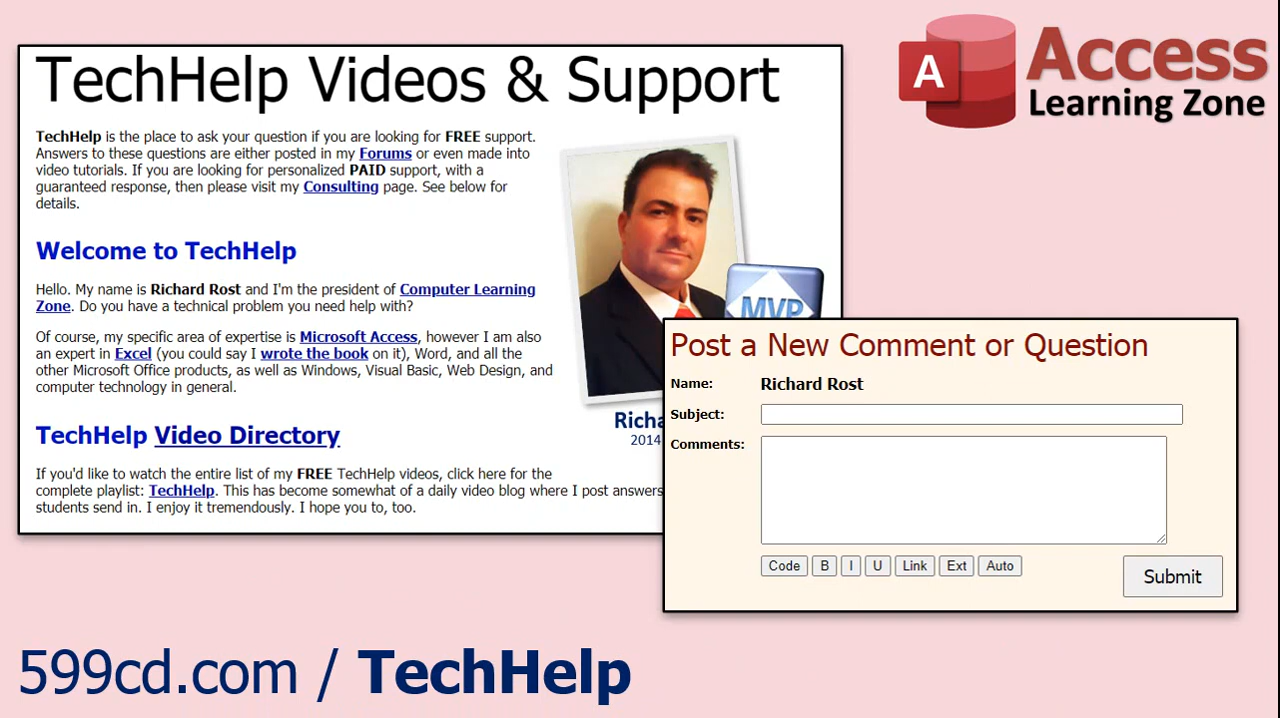 TechHelp Videos & Support
TechHelp is the place to ask your question if you are looking for FREE support.
Answers to these questions are either posted in my Forums or even made into
video tutorials. If you are looking for personalized PAID support, with a
guaranteed response, then please visit my Consulting page. See below for
details.
Welcome to TechHelp
Hello. My name is Richard Rost and I'm the president of Computer Learning
Zone. Do you have a technical problem you need help with?
Of course, my specific area of expertise is Microsoft Access, however I am also
an expert in Excel (you could say I wrote the book on it), Word, and all the
other Microsoft Office products, as well as Windows, Visual Basic, Web Design, and
computer technology in general.
TechHelp Video Directory
If you'd like to watch the entire list of my FREE TechHelp videos, click here for the
complete playlist: TechHelp. This has become somewhat of a daily video blog where I post answers
students send in. I enjoy it tremendously. I hope you to, too.
MVP
Richa
2014
A
Access
Learning Zone
Post a New Comment or Question
Name: Richard Rost
Subject:
Comments:
Code B I U Link Ext Auto
Submit
599cd.com / TechHelp